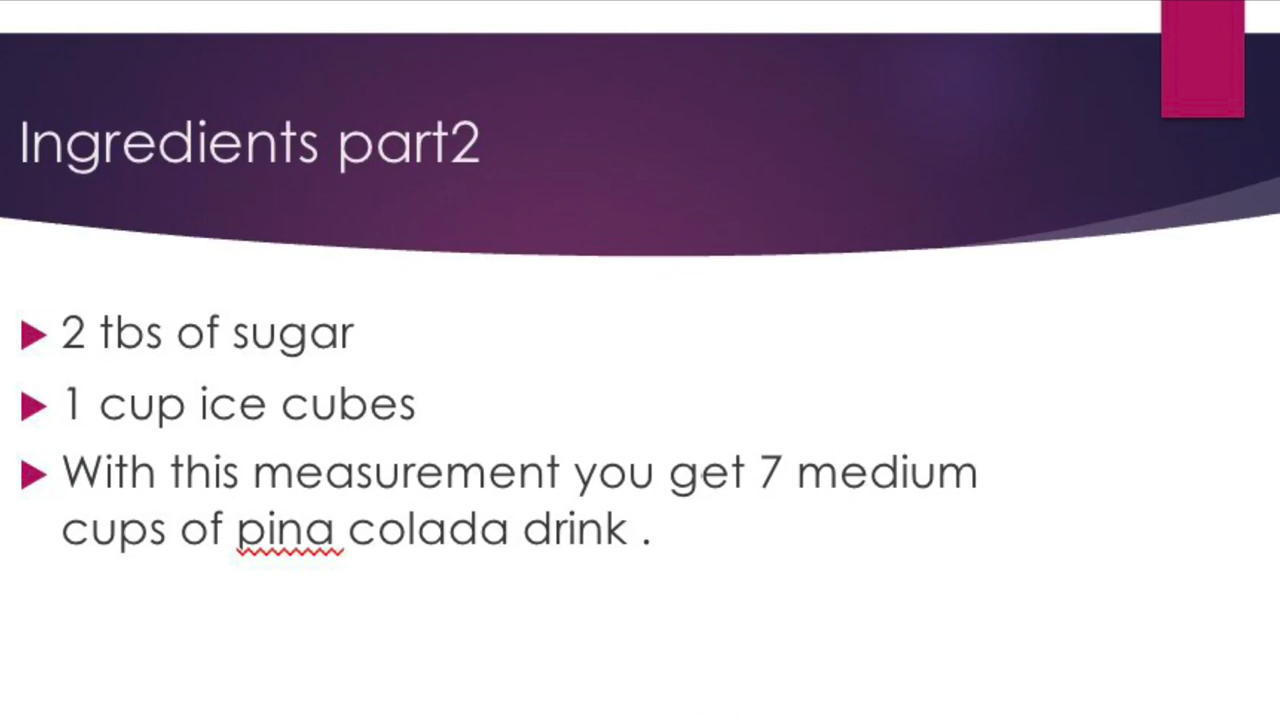 Ingredients part2
2 tbs of sugar
1 cup ice cubes
With this measurement you get 7 medium
cups of pina colada drink .